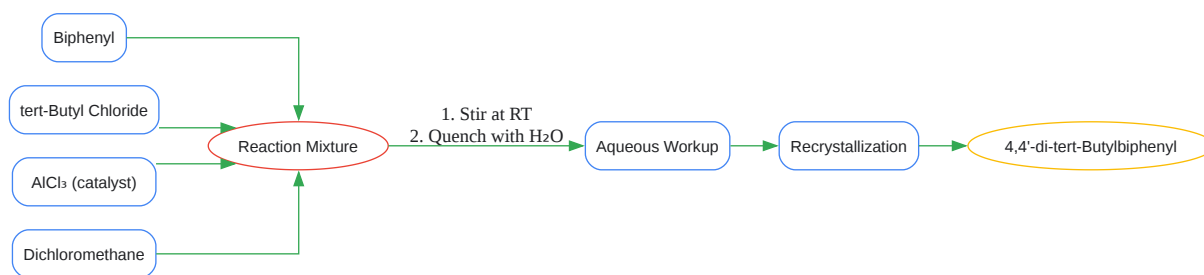 Biphenyl
tert-Butyl Chloride
AlCl₃ (catalyst)
Dichloromethane
Reaction Mixture
1. Stir at RT
2. Quench with H₂O
Aqueous Workup
Recrystallization
4,4'-di-tert-Butylbiphenyl